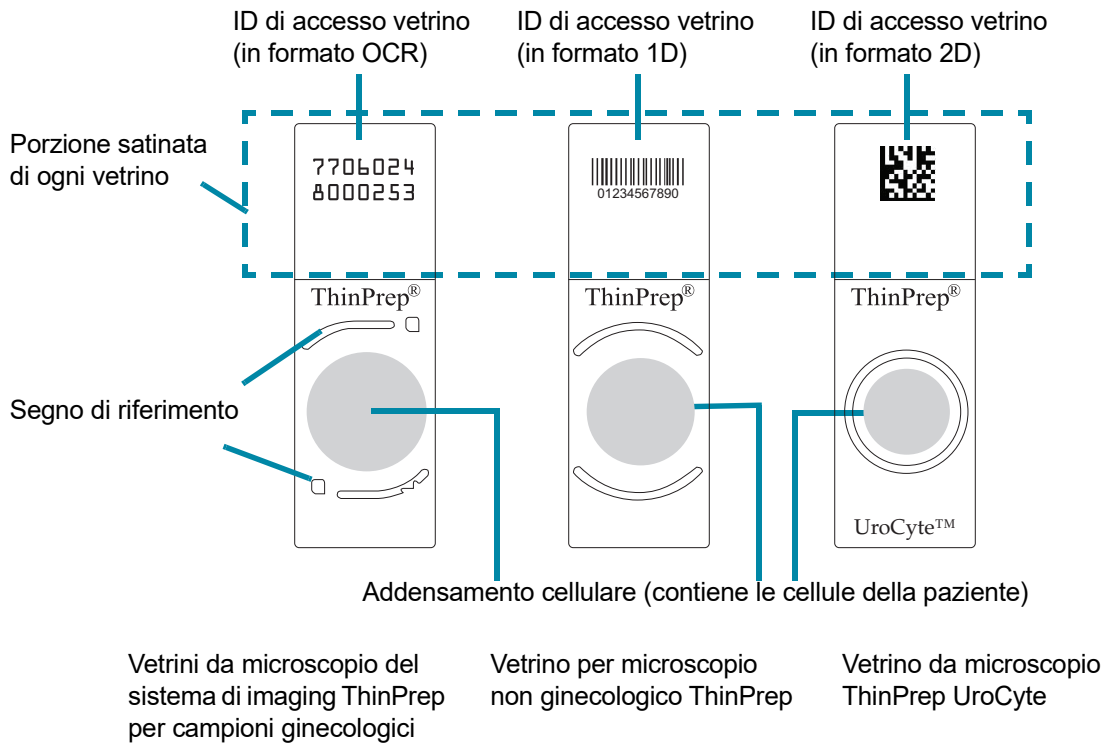 ID di accesso vetrino
(in formato OCR)
ID di accesso vetrino
(in formato 1D)
ID di accesso vetrino
(in formato 2D)
Porzione satinata
di ogni vetrino
7706024
8000253
01234567890
ThinPrep®
ThinPrep®
ThinPrep®
Segno di riferimento
UroCyte™
Addensamento cellulare (contiene le cellule della paziente)
Vetrini da microscopio del
sistema di imaging ThinPrep
per campioni ginecologici
Vetrino per microscopio
non ginecologico ThinPrep
Vetrino da microscopio
ThinPrep UroCyte